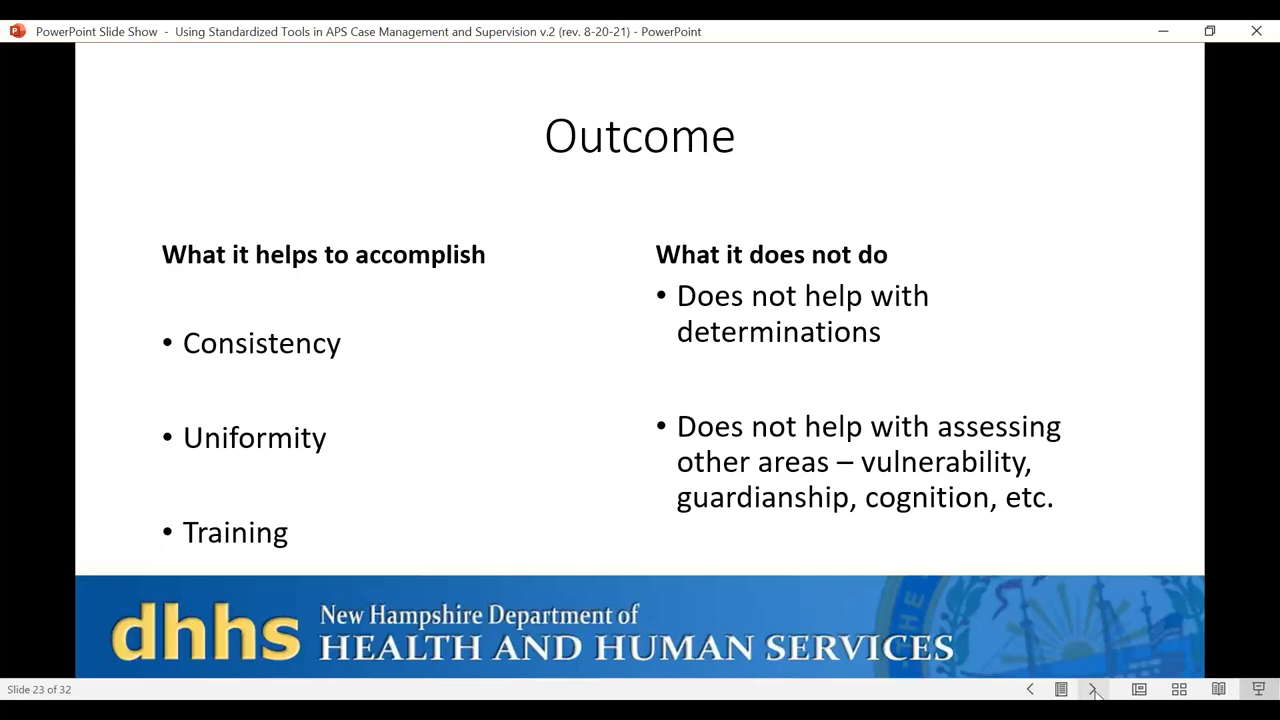 PowerPoint Slide Show - Using Standardized Tools in APS Case Management and Supervision v.2 (rev. 8-20-21) - PowerPoint
Outcome
What it helps to accomplish
• Consistency
• Uniformity
• Training
What it does not do
• Does not help with
determinations
• Does not help with assessing
other areas – vulnerability,
guardianship, cognition, etc.
dhhs
New Hampshire Department of
HEALTH AND HUMAN SERVICES
THE
Slide 23 of 32